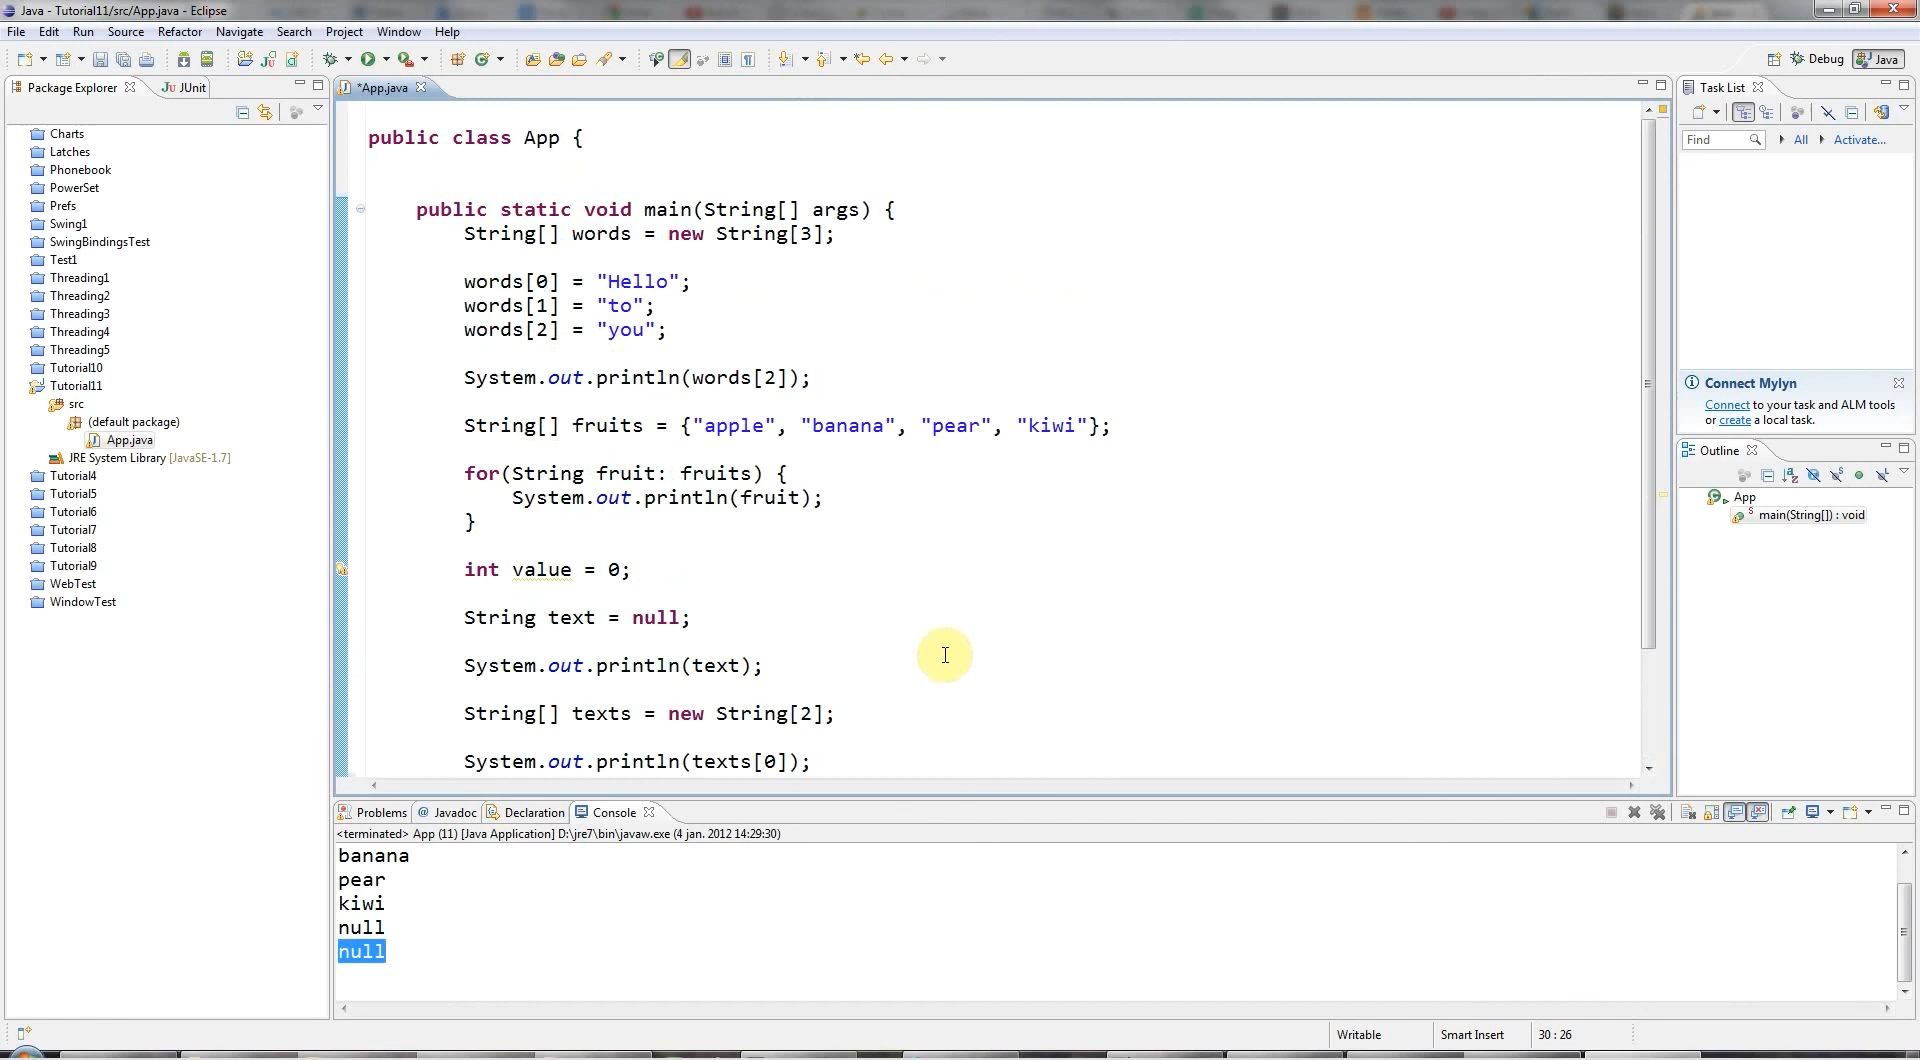 Java - Tutorial11/src/App.java - Eclipse
File Edit Run Source Refactor Navigate Search Project Window Help
Debug Java
Package Explorer JUnit
Charts
Latches
Phonebook
PowerSet
Prefs
Swing1
SwingBindingsTest
Test1
Threading1
Threading2
Threading3
Threading4
Threading5
Tutorial10
Tutorial11
src
(default package)
App.java
JRE System Library [JavaSE-1.7]
Tutorial4
Tutorial5
Tutorial6
Tutorial7
Tutorial8
Tutorial9
WebTest
WindowTest
*App.java
public class App {
public static void main(String[] args) {
String[] words = new String[3];
words[0] = "Hello";
words[1] = "to";
words[2] = "you";
System.out.println(words[2]);
String[] fruits = {"apple", "banana", "pear", "kiwi"};
for(String fruit: fruits) {
System.out.println(fruit);
}
int value = 0;
String text = null;
System.out.println(text);
String[] texts = new String[2];
System.out.println(texts[0]);
Task List
Find All Activate...
Connect Mylyn
Connect to your task and ALM tools
or create a local task.
Outline
App
main(String[]) : void
Problems @ Javadoc Declaration Console
<terminated> App (11) [Java Application] D:\jre7\bin\javaw.exe (4 jan. 2012 14:29:30)
banana
pear
kiwi
null
null
Writable Smart Insert 30 : 26